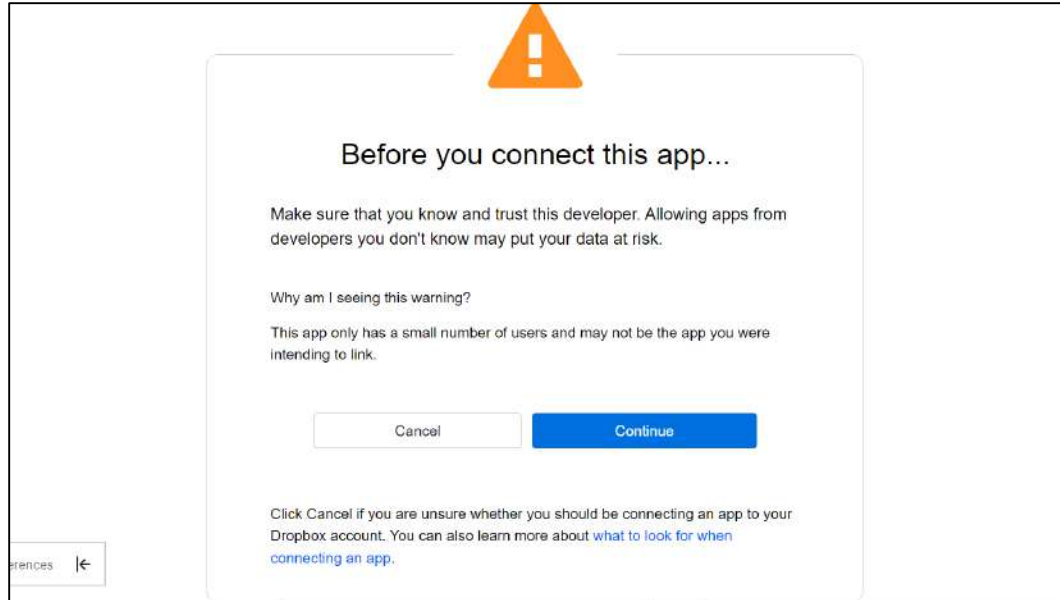 Before you connect this app...
Make sure that you know and trust this developer. Allowing apps from
developers you don't know may put your data at risk.
Why am I seeing this warning?
This app only has a small number of users and may not be the app you were
intending to link.
Cancel
Continue
Click Cancel if you are unsure whether you should be connecting an app to your
Dropbox account. You can also learn more about what to look for when
connecting an app.
erences